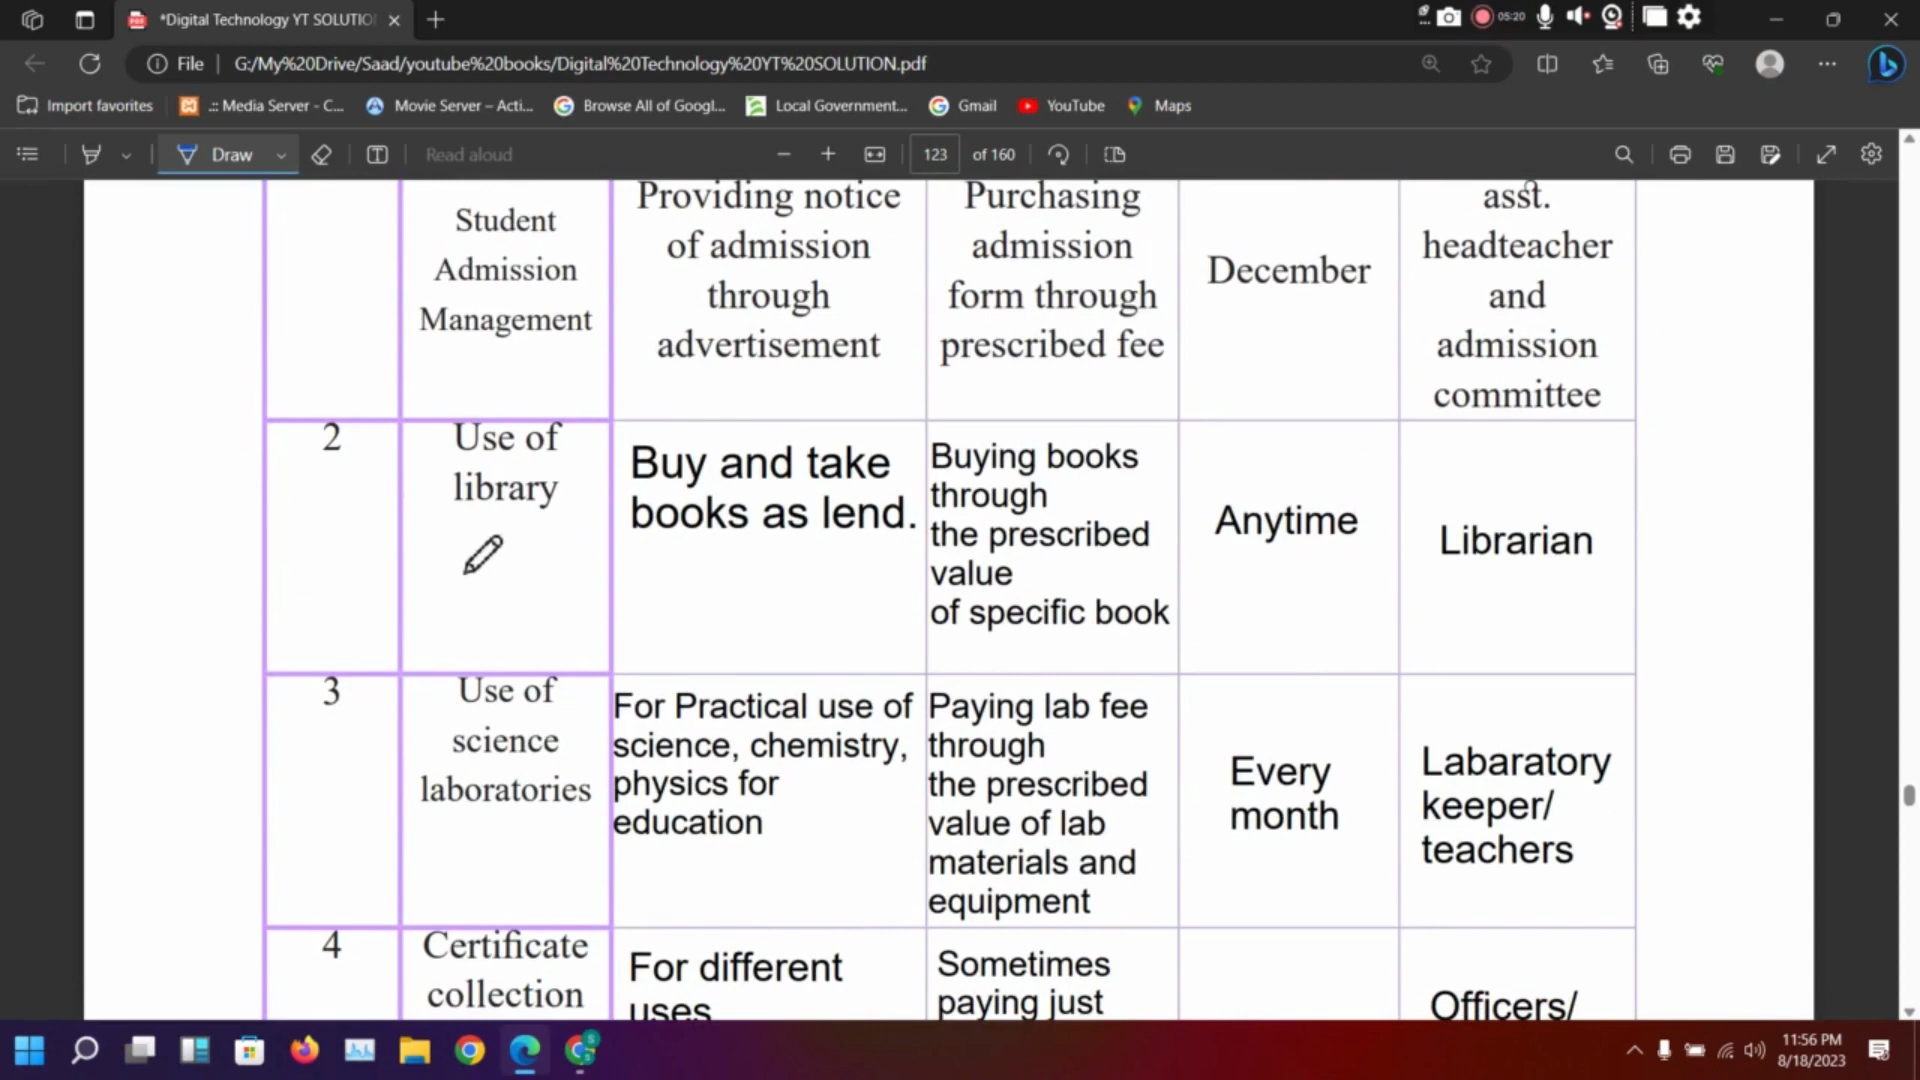 *Digital Technology YT SOLUTIO
05:20
File
G:/My%20Drive/Saad/youtube%20books/Digital%20Technology%20YT%20SOLUTION.pdf
Import favorites
.:: Media Server - C...
Movie Server – Acti...
Browse All of Googl...
Local Government...
Gmail
YouTube
Maps
Draw
Read aloud
123 of 160
Student
Admission
Management
Providing notice
of admission
through
advertisement
Purchasing
admission
form through
prescribed fee
December
asst.
headteacher
and
admission
committee
2
Use of
library
Buy and take
books as lend.
Buying books
through
the prescribed
value
of specific book
Anytime
Librarian
3
Use of
science
laboratories
For Practical use of
science, chemistry,
physics for
education
Paying lab fee
through
the prescribed
value of lab
materials and
equipment
Every
month
Labaratory
keeper/
teachers
4
Certificate
collection
For different
uses
Sometimes
paying just
Officers/
11:56 PM
8/18/2023